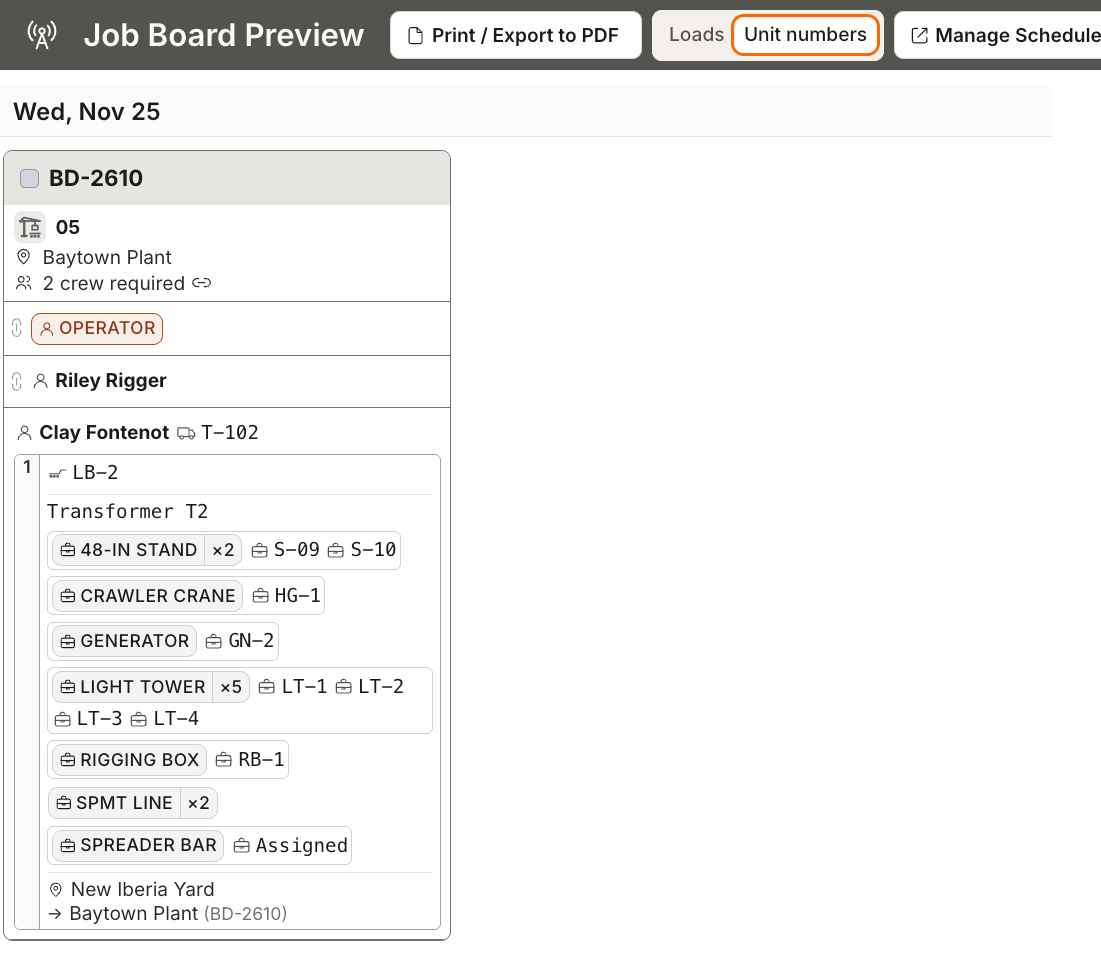 Job Board Preview Print / Export to PDF Loads Unit numbers Manage Schedule
Wed, Nov 25
BD-2610
05
Baytown Plant
2 crew required
OPERATOR
Riley Rigger
Clay Fontenot T-102
1 LB-2
Transformer T2
48-IN STAND ×2 S-09 S-10
CRAWLER CRANE HG-1
GENERATOR GN-2
LIGHT TOWER ×5 LT-1 LT-2
LT-3 LT-4
RIGGING BOX RB-1
SPMT LINE ×2
SPREADER BAR Assigned
New Iberia Yard
→ Baytown Plant (BD-2610)